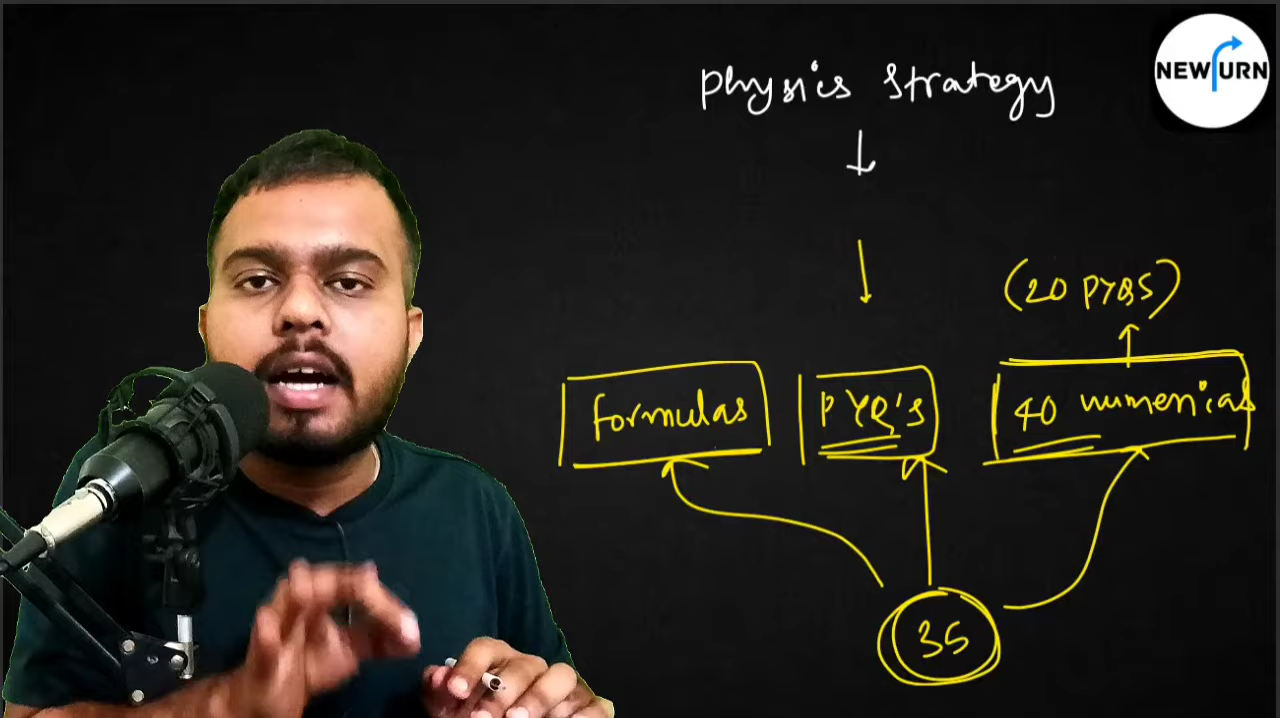 Physics strategy
NEWTURN
(20 PYQS)
formulas
PYQ's
40 numericals
35